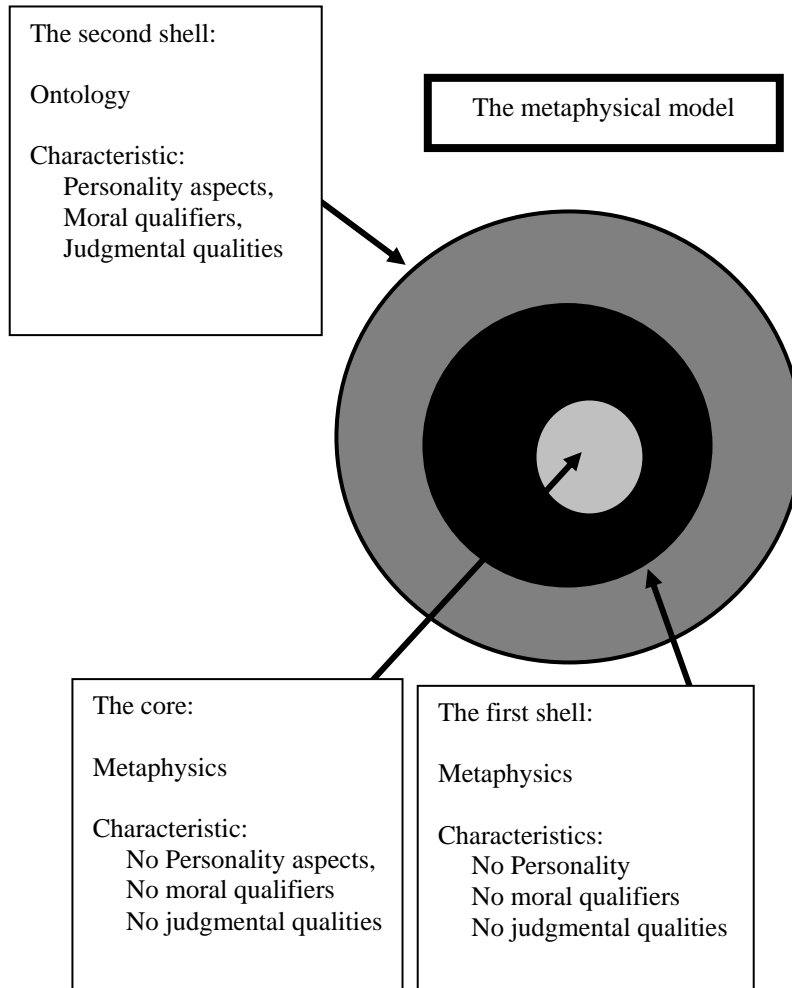 The second shell:
Ontology
Characteristic:
Personality aspects,
Moral qualifiers,
Judgmental qualities
The metaphysical model
The core:
Metaphysics
Characteristic:
No Personality aspects,
No moral qualifiers
No judgmental qualities
The first shell:
Metaphysics
Characteristics:
No Personality
No moral qualifiers
No judgmental qualities